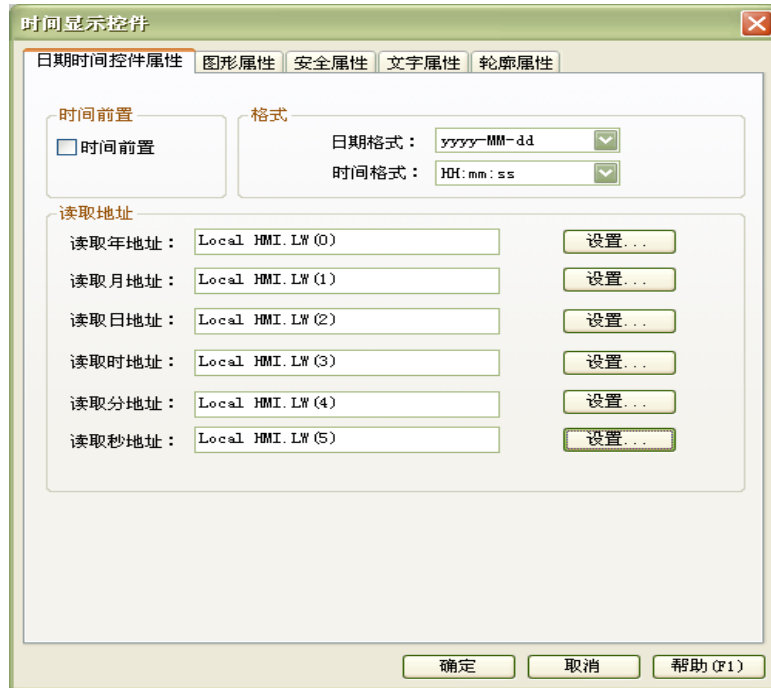 时间显示控件
日期时间控件属性 图形属性 安全属性 文字属性 轮廓属性
时间前置
时间前置
格式
日期格式： yyyy-MM-dd
时间格式： HH:mm:ss
读取地址
读取年地址： Local HMI.LW(0) 设置...
读取月地址： Local HMI.LW(1) 设置...
读取日地址： Local HMI.LW(2) 设置...
读取时地址： Local HMI.LW(3) 设置...
读取分地址： Local HMI.LW(4) 设置...
读取秒地址： Local HMI.LW(5) 设置...
确定 取消 帮助(F1)